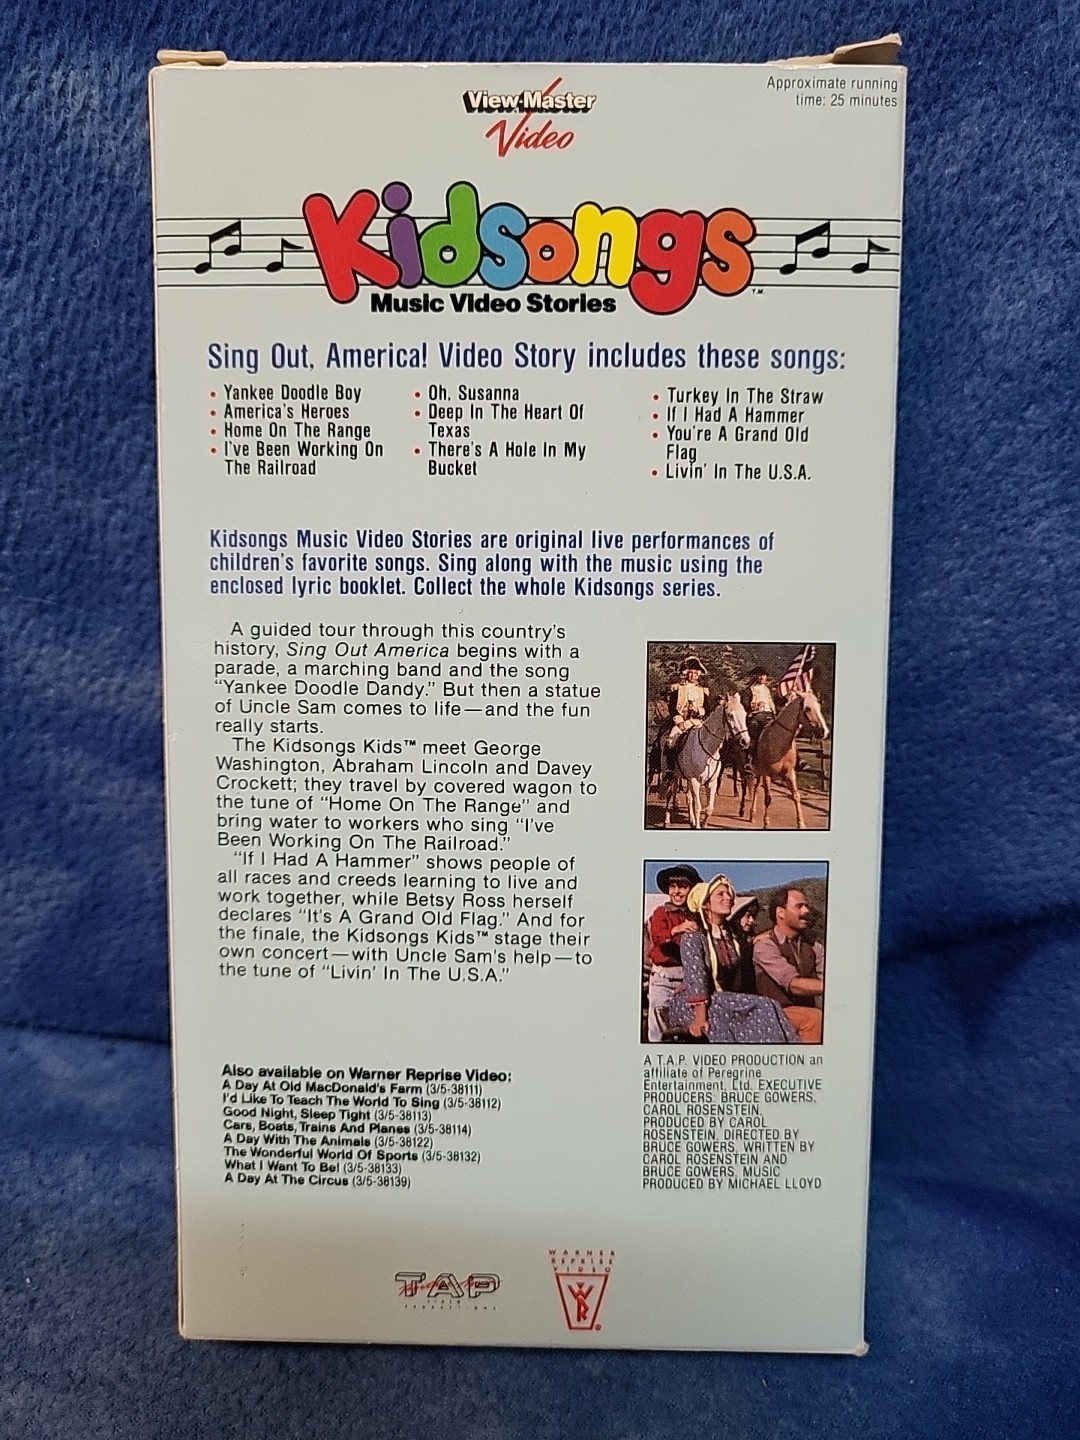 View-Master
Video
Approximate running
time: 25 minutes
Kidsongs
TM
Music Video Stories
Sing Out, America! Video Story includes these songs:
• Yankee Doodle Boy
• America's Heroes
• Home On The Range
• I've Been Working On
The Railroad
• Oh, Susanna
• Deep In The Heart Of
Texas
• There's A Hole In My
Bucket
• Turkey In The Straw
• If I Had A Hammer
• You're A Grand Old
Flag
• Livin' In The U.S.A.
Kidsongs Music Video Stories are original live performances of
children's favorite songs. Sing along with the music using the
enclosed lyric booklet. Collect the whole Kidsongs series.
A guided tour through this country's
history, Sing Out America begins with a
parade, a marching band and the song
"Yankee Doodle Dandy." But then a statue
of Uncle Sam comes to life—and the fun
really starts.
The Kidsongs Kids™ meet George
Washington, Abraham Lincoln and Davey
Crockett; they travel by covered wagon to
the tune of "Home On The Range" and
bring water to workers who sing "I've
Been Working On The Railroad."
"If I Had A Hammer" shows people of
all races and creeds learning to live and
work together, while Betsy Ross herself
declares "It's A Grand Old Flag." And for
the finale, the Kidsongs Kids™ stage their
own concert—with Uncle Sam's help—to
the tune of "Livin' In The U.S.A."
Also available on Warner Reprise Video:
A Day At Old MacDonald's Farm (3/5-38111)
I'd Like To Teach The World To Sing (3/5-38112)
Good Night, Sleep Tight (3/5-38113)
Cars, Boats, Trains And Planes (3/5-38114)
A Day With The Animals (3/5-38122)
The Wonderful World Of Sports (3/5-38132)
What I Want To Be! (3/5-38133)
A Day At The Circus (3/5-38139)
A T.A.P. VIDEO PRODUCTION an
affiliate of Peregrine
Entertainment, Ltd. EXECUTIVE
PRODUCERS: BRUCE GOWERS,
CAROL ROSENSTEIN,
PRODUCED BY CAROL
ROSENSTEIN, DIRECTED BY
BRUCE GOWERS, WRITTEN BY
CAROL ROSENSTEIN AND
BRUCE GOWERS, MUSIC
PRODUCED BY MICHAEL LLOYD
TAP
WARNER
REPRISE
VIDEO
WR
®